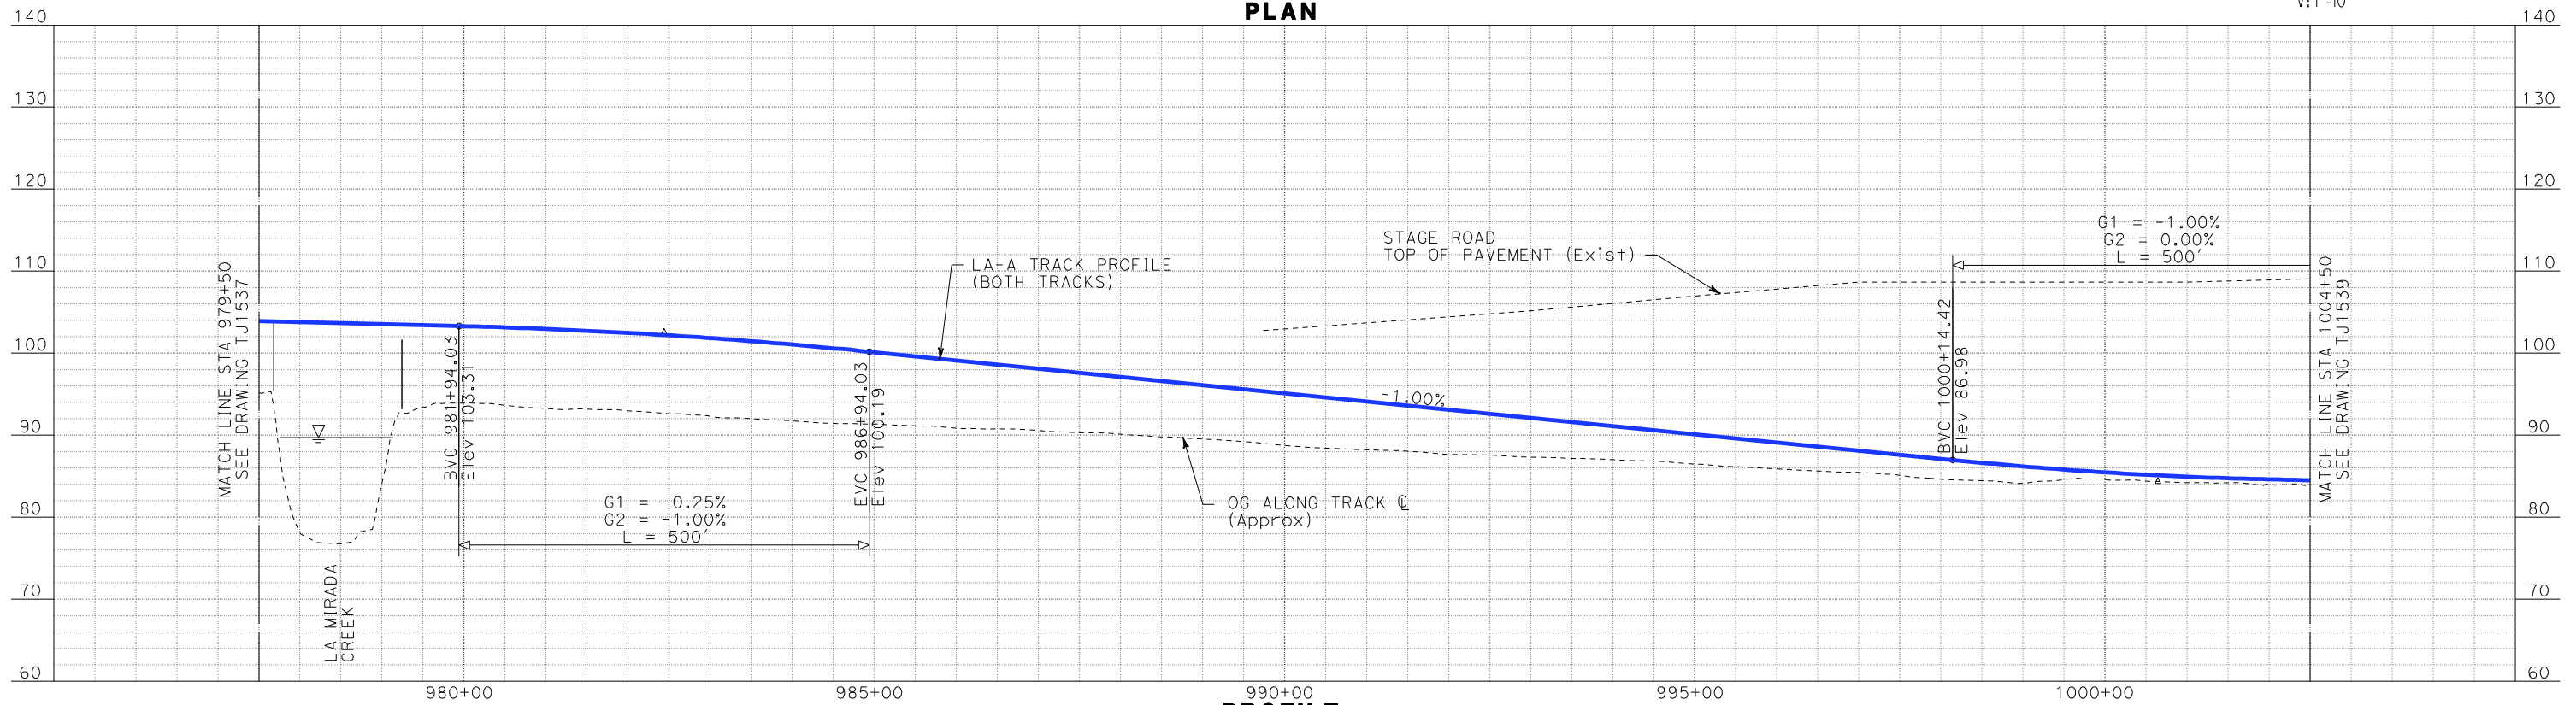 PLAN
V:1"=10'
140
140
130
130
120
120
110
110
100
100
90
90
80
80
70
70
60
60
MATCH LINE STA 979+50
SEE DRAWING TJ1537
LA MIRADA
CREEK
BVC 981+94.03
Elev 103.31
G1 = -0.25%
G2 = -1.00%
L = 500'
EVC 986+94.03
Elev 100.19
LA-A TRACK PROFILE
(BOTH TRACKS)
OG ALONG TRACK ℄
(Approx)
STAGE ROAD
TOP OF PAVEMENT (Exist)
-1.00%
BVC 1000+14.42
Elev 86.98
G1 = -1.00%
G2 = 0.00%
L = 500'
MATCH LINE STA 1004+50
SEE DRAWING TJ1539
980+00
985+00
990+00
995+00
1000+00
PROFILE